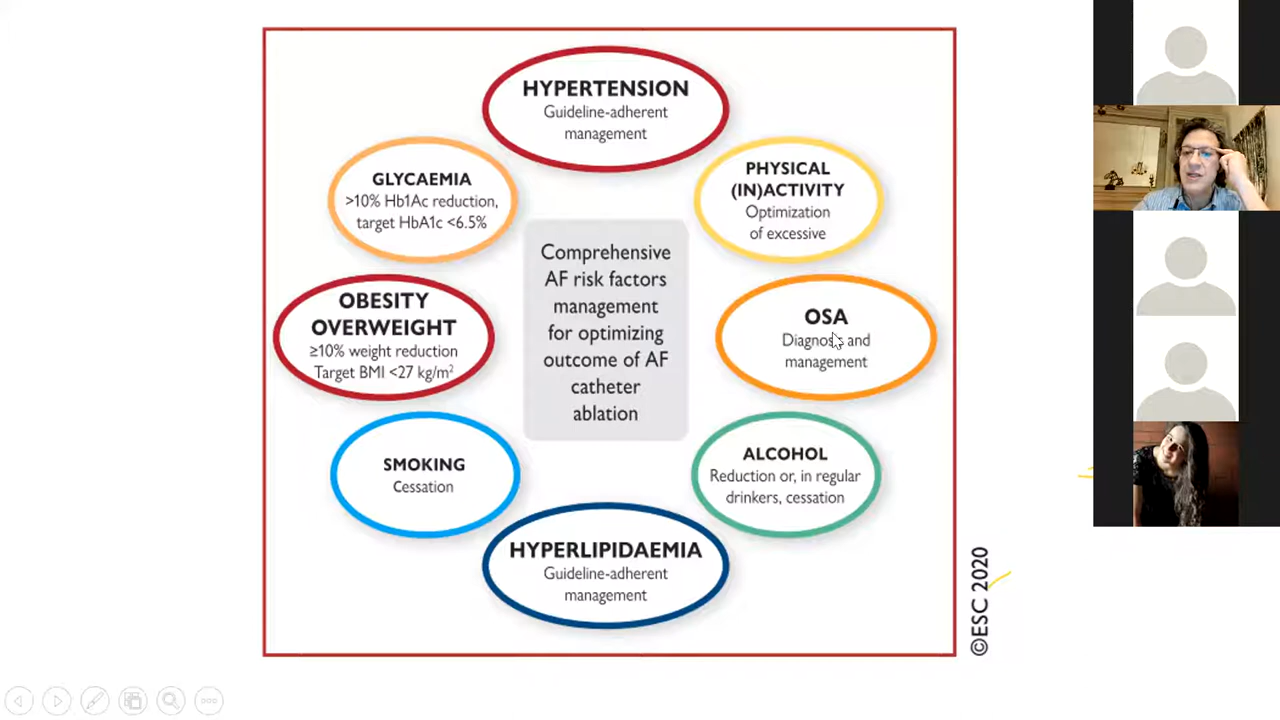 HYPERTENSION
Guideline-adherent
management
PHYSICAL
(IN)ACTIVITY
Optimization
of excessive
OSA
Diagnosis and
management
ALCOHOL
Reduction or, in regular
drinkers, cessation
HYPERLIPIDAEMIA
Guideline-adherent
management
SMOKING
Cessation
OBESITY
OVERWEIGHT
≥10% weight reduction
Target BMI <27 kg/m²
GLYCAEMIA
>10% Hb1Ac reduction,
target HbA1c <6.5%
Comprehensive
AF risk factors
management
for optimizing
outcome of AF
catheter
ablation
©ESC 2020